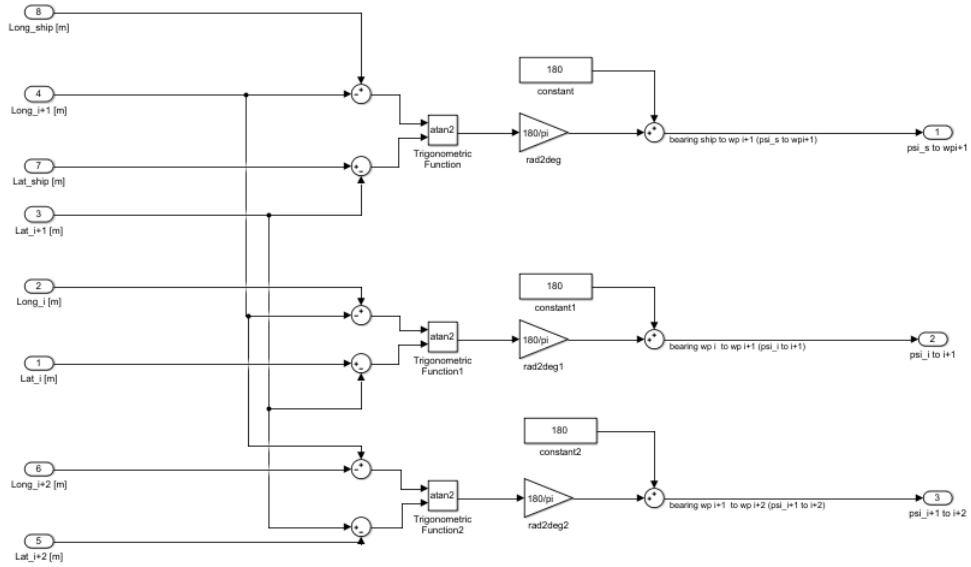 8
Long_ship [m]
4
Long_i+1 [m]
7
Lat_ship [m]
3
Lat_i+1 [m]
atan2
Trigonometric
Function
180
constant
180/pi
rad2deg
bearing ship to wp i+1 (psi_s to wpi+1)
1
psi_s to wpi+1
2
Long_i [m]
1
Lat_i [m]
atan2
Trigonometric
Function1
180
constant1
180/pi
rad2deg1
bearing wp i  to wp i+1 (psi_i to i+1)
2
psi_i to i+1
6
Long_i+2 [m]
5
Lat_i+2 [m]
atan2
Trigonometric
Function2
180
constant2
180/pi
rad2deg2
bearing wp i+1  to wp i+2 (psi_i+1 to i+2)
3
psi_i+1 to i+2